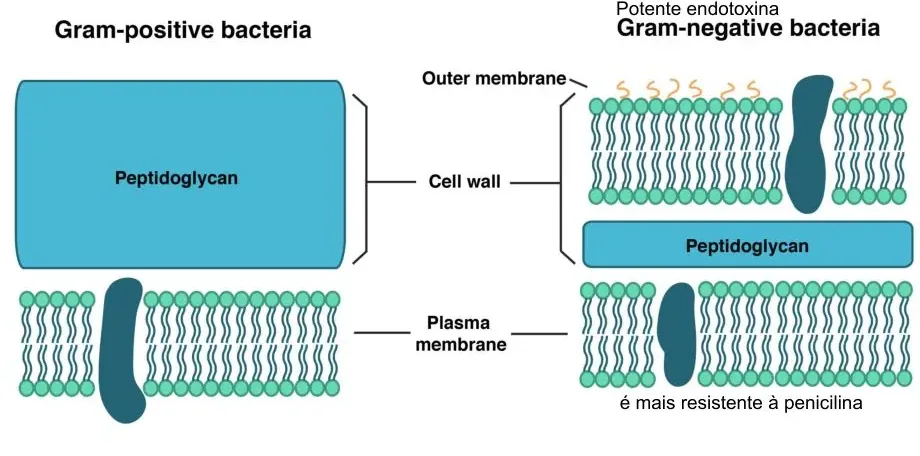 Potente endotoxina
Gram-positive bacteria
Gram-negative bacteria
Outer membrane
Peptidoglycan
Cell wall
Peptidoglycan
Plasma
membrane
é mais resistente à penicilina